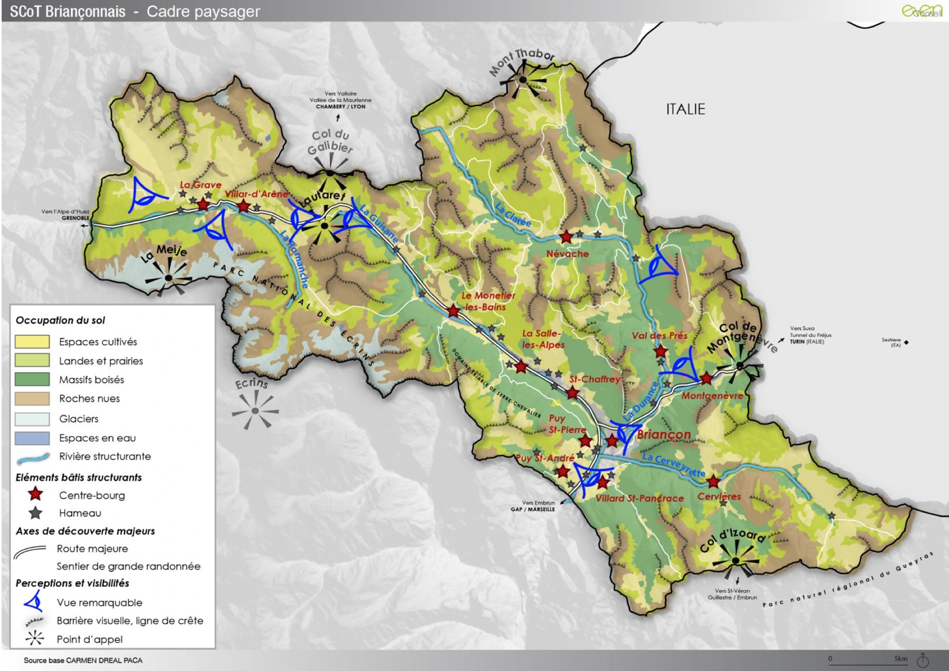 SCoT Briançonnais - Cadre paysager
even
Conseil
Mont Thabor
ITALIE
Vers Valloire
Vallée de la Maurienne
CHAMBERY / LYON
Col du
Galibier
La Grave
Villar-d'Arène
Lautaret
La Guisane
La Clarée
Vers l'Alpe d'Huez
GRENOBLE
La Meije
La Romanche
Névache
PARC NATIONAL DES ECRINS
Le Monetier
-les-Bains
La Salle-
les-Alpes
Val des Prés
Col de
Montgenèvre
Vers Susa
Tunnel du Fréjus
TURIN (ITALIE)
Sestriere
(ITA)
DOMAINE DE SERRE-CHEVALIER
St-Chaffrey
La Durance
Montgenèvre
Ecrins
Puy
St-Pierre
Briançon
Puy St-André
La Cerveyrette
Vers Embrun
GAP / MARSEILLE
Villard St-Pancrace
Cervières
Col d'Izoard
Vers St-Véran
Guillestre / Embrun
Parc naturel régional du Queyras
Occupation du sol
Espaces cultivés
Landes et prairies
Massifs boisés
Roches nues
Glaciers
Espaces en eau
Rivière structurante
Eléments bâtis structurants
Centre-bourg
Hameau
Axes de découverte majeurs
Route majeure
Sentier de grande randonnée
Perceptions et visibilités
Vue remarquable
Barrière visuelle, ligne de crête
Point d'appel
Source base CARMEN DREAL PACA
0 5km